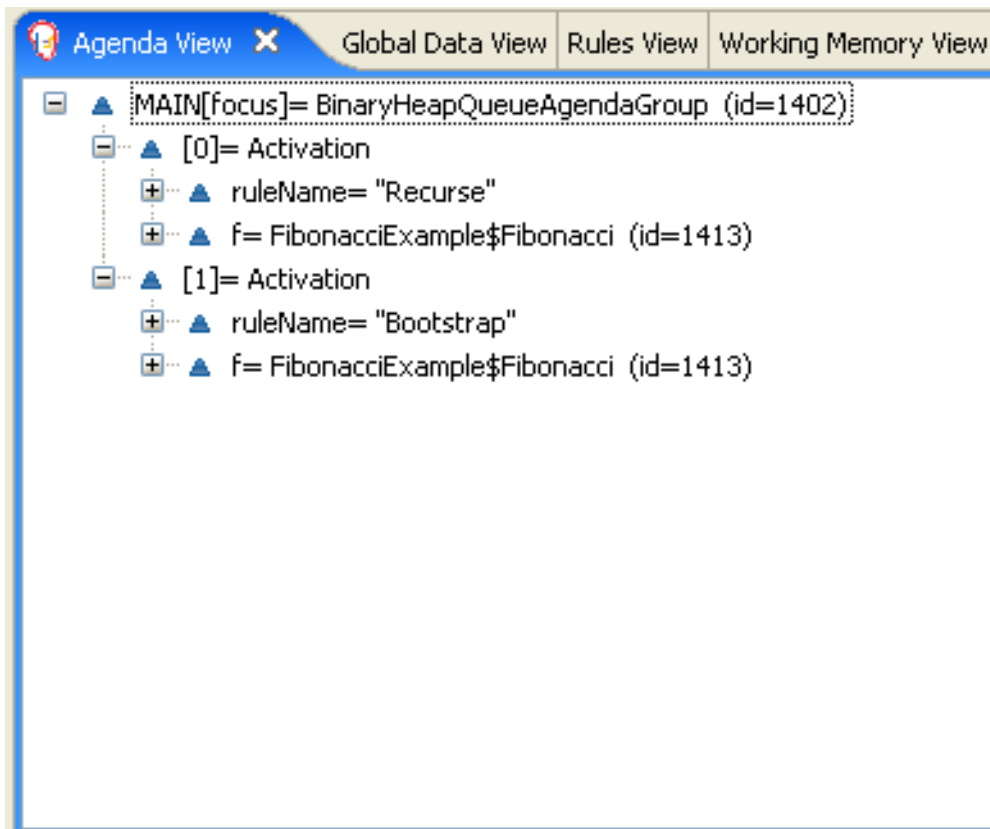 Agenda View Global Data View Rules View Working Memory View
MAIN[focus]= BinaryHeapQueueAgendaGroup (id=1402)
[0]= Activation
ruleName= "Recurse"
f= FibonacciExample$Fibonacci (id=1413)
[1]= Activation
ruleName= "Bootstrap"
f= FibonacciExample$Fibonacci (id=1413)